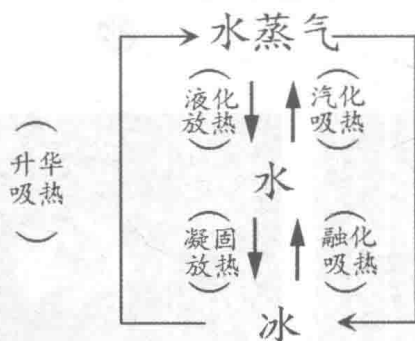 水蒸气
（液化放热）
（汽化吸热）
（升华吸热）
水
（凝固放热）
（融化吸热）
冰